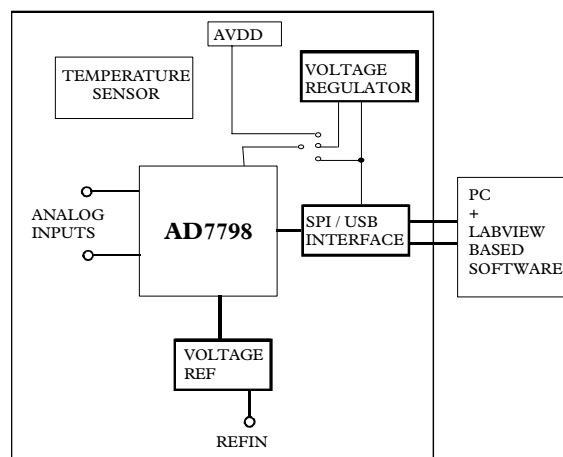 AVDD
TEMPERATURE
SENSOR
VOLTAGE
REGULATOR
ANALOG
INPUTS
AD7798
SPI / USB
INTERFACE
PC
+
LABVIEW
BASED
SOFTWARE
VOLTAGE
REF
REFIN